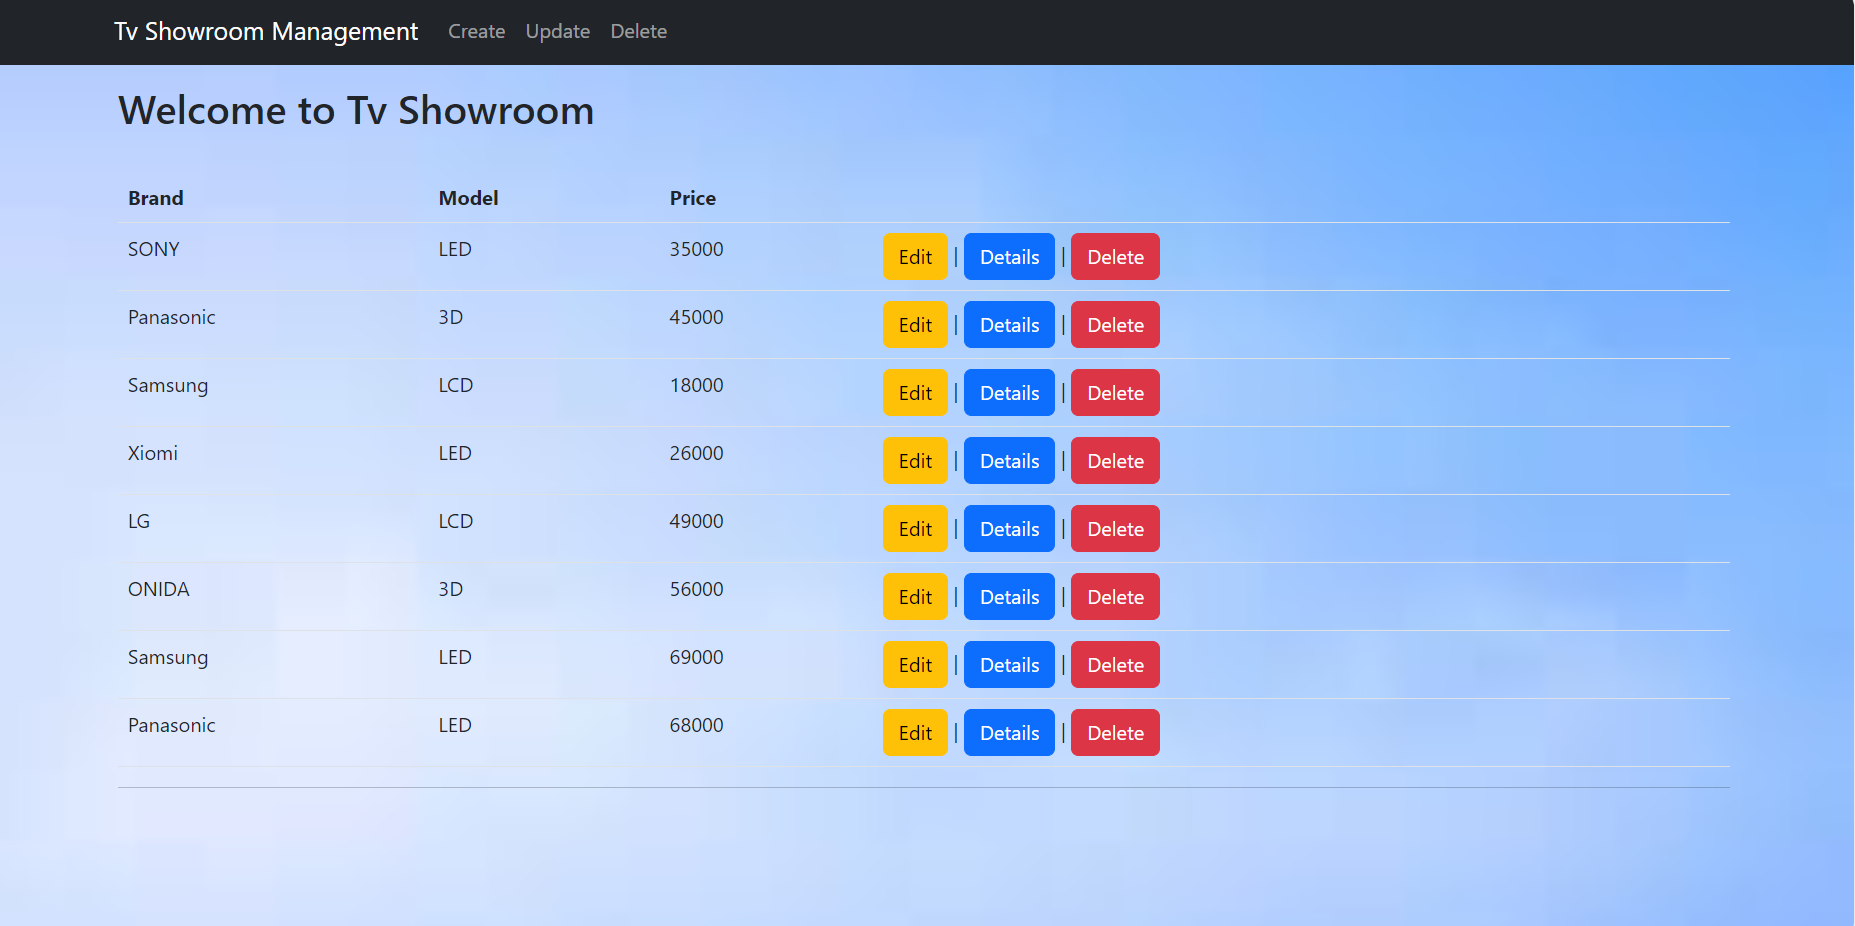 Tv Showroom Management Create Update Delete
Welcome to Tv Showroom
Brand Model Price
SONY LED 35000 Edit | Details | Delete
Panasonic 3D 45000 Edit | Details | Delete
Samsung LCD 18000 Edit | Details | Delete
Xiomi LED 26000 Edit | Details | Delete
LG LCD 49000 Edit | Details | Delete
ONIDA 3D 56000 Edit | Details | Delete
Samsung LED 69000 Edit | Details | Delete
Panasonic LED 68000 Edit | Details | Delete